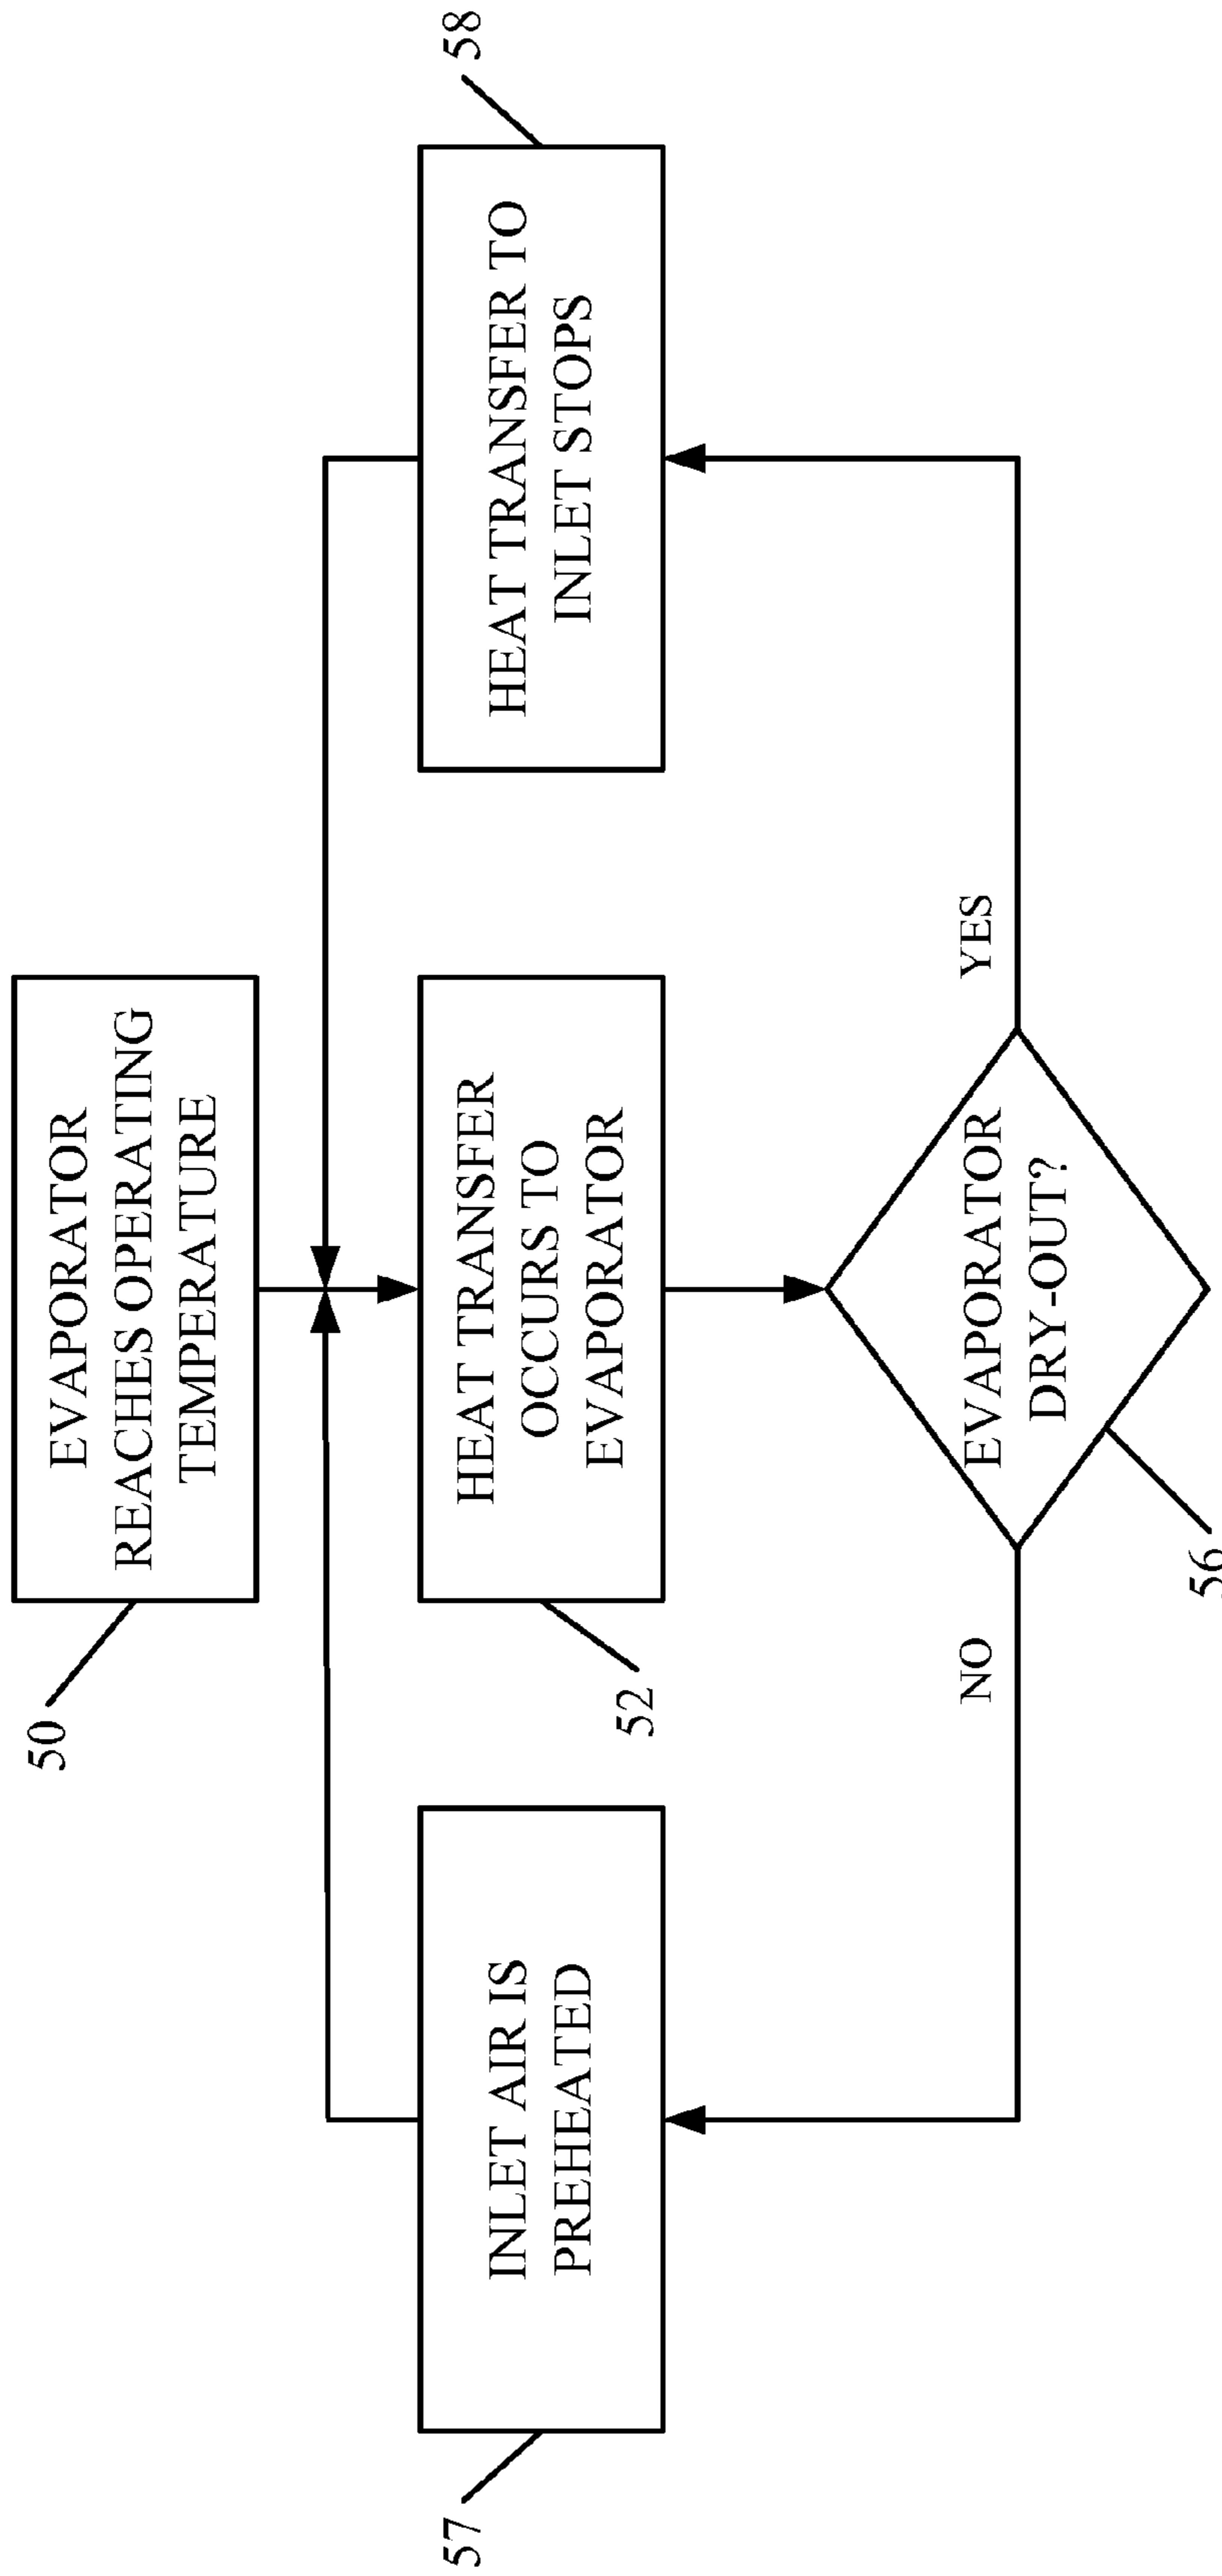 50
EVAPORATOR
REACHES OPERATING
TEMPERATURE
57
INLET AIR IS
PREHEATED
52
HEAT TRANSFER
OCCURS TO
EVAPORATOR
58
HEAT TRANSFER TO
INLET STOPS
NO
EVAPORATOR
DRY-OUT?
YES
56